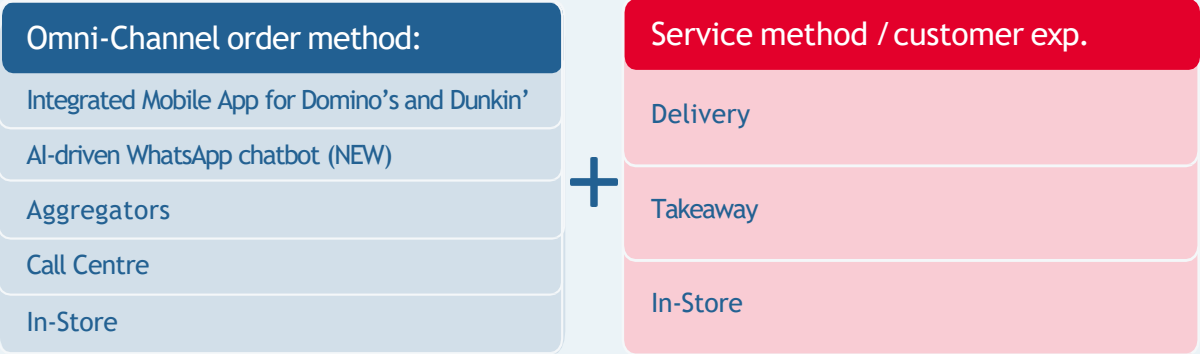 Omni-Channel order method:
Integrated Mobile App for Domino’s and Dunkin’
AI-driven WhatsApp chatbot (NEW)
Aggregators
Call Centre
In-Store
+
Service method / customer exp.
Delivery
Takeaway
In-Store